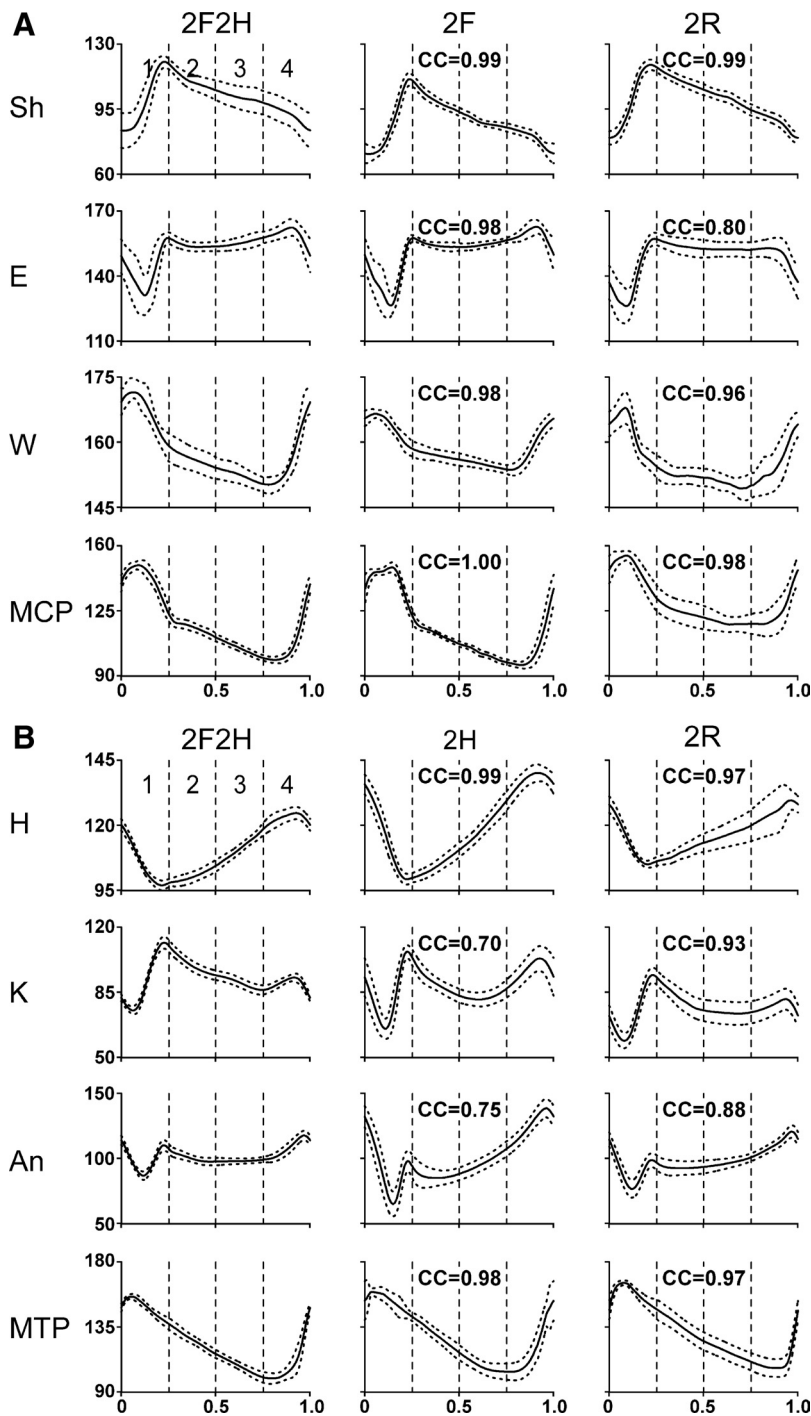 A
2F2H 2F 2R
Sh
130
95
60
1 2 3 4
CC=0.99
CC=0.99
E
170
140
110
CC=0.98
CC=0.80
W
175
160
145
CC=0.98
CC=0.96
MCP
160
125
90
CC=1.00
CC=0.98
0 0.5 1.0 0 0.5 1.0 0 0.5 1.0
B
2F2H 2H 2R
H
145
120
95
1 2 3 4
CC=0.99
CC=0.97
K
120
85
50
CC=0.70
CC=0.93
An
150
100
50
CC=0.75
CC=0.88
MTP
180
135
90
CC=0.98
CC=0.97
0 0.5 1.0 0 0.5 1.0 0 0.5 1.0